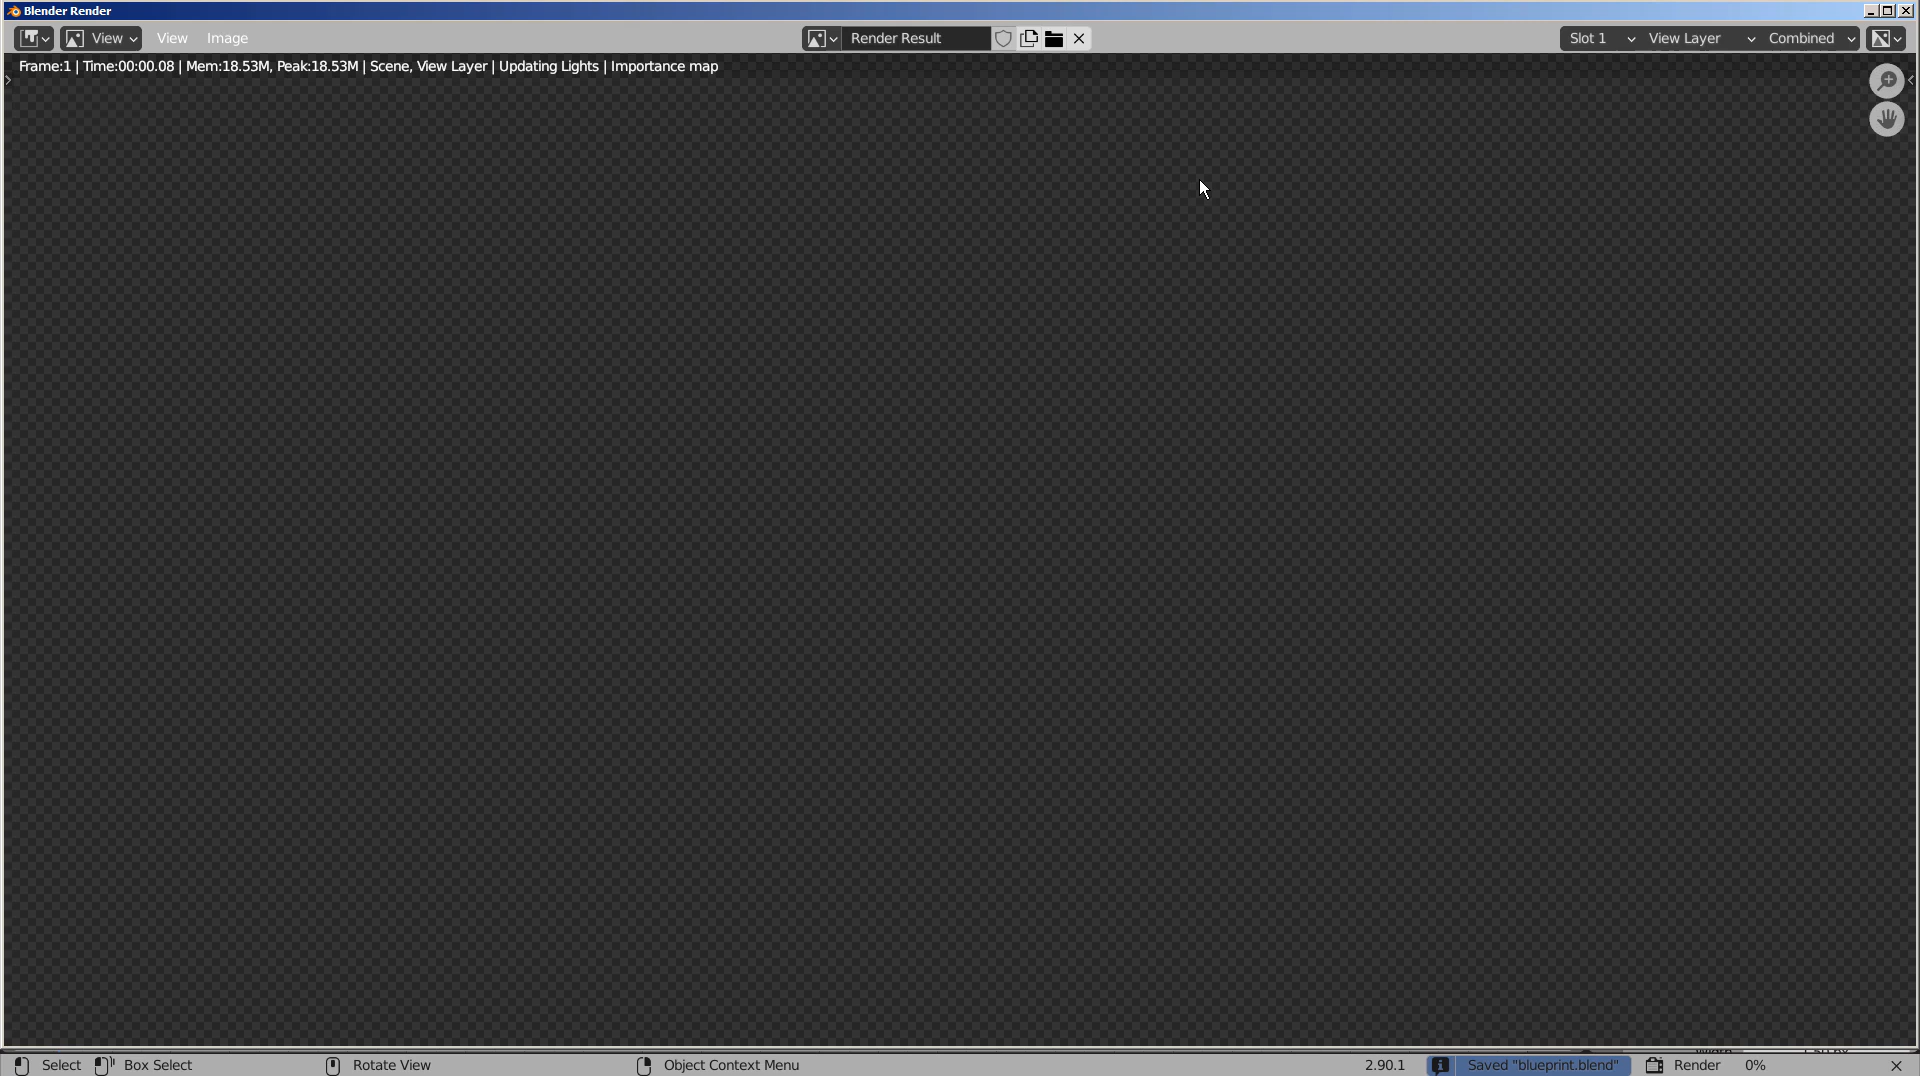 Blender Render
View View Image Render Result Slot 1 View Layer Combined
Frame:1 | Time:00:00.08 | Mem:18.53M, Peak:18.53M | Scene, View Layer | Updating Lights | Importance map
Select Box Select Rotate View Object Context Menu 2.90.1 Saved "blueprint.blend" Render 0%